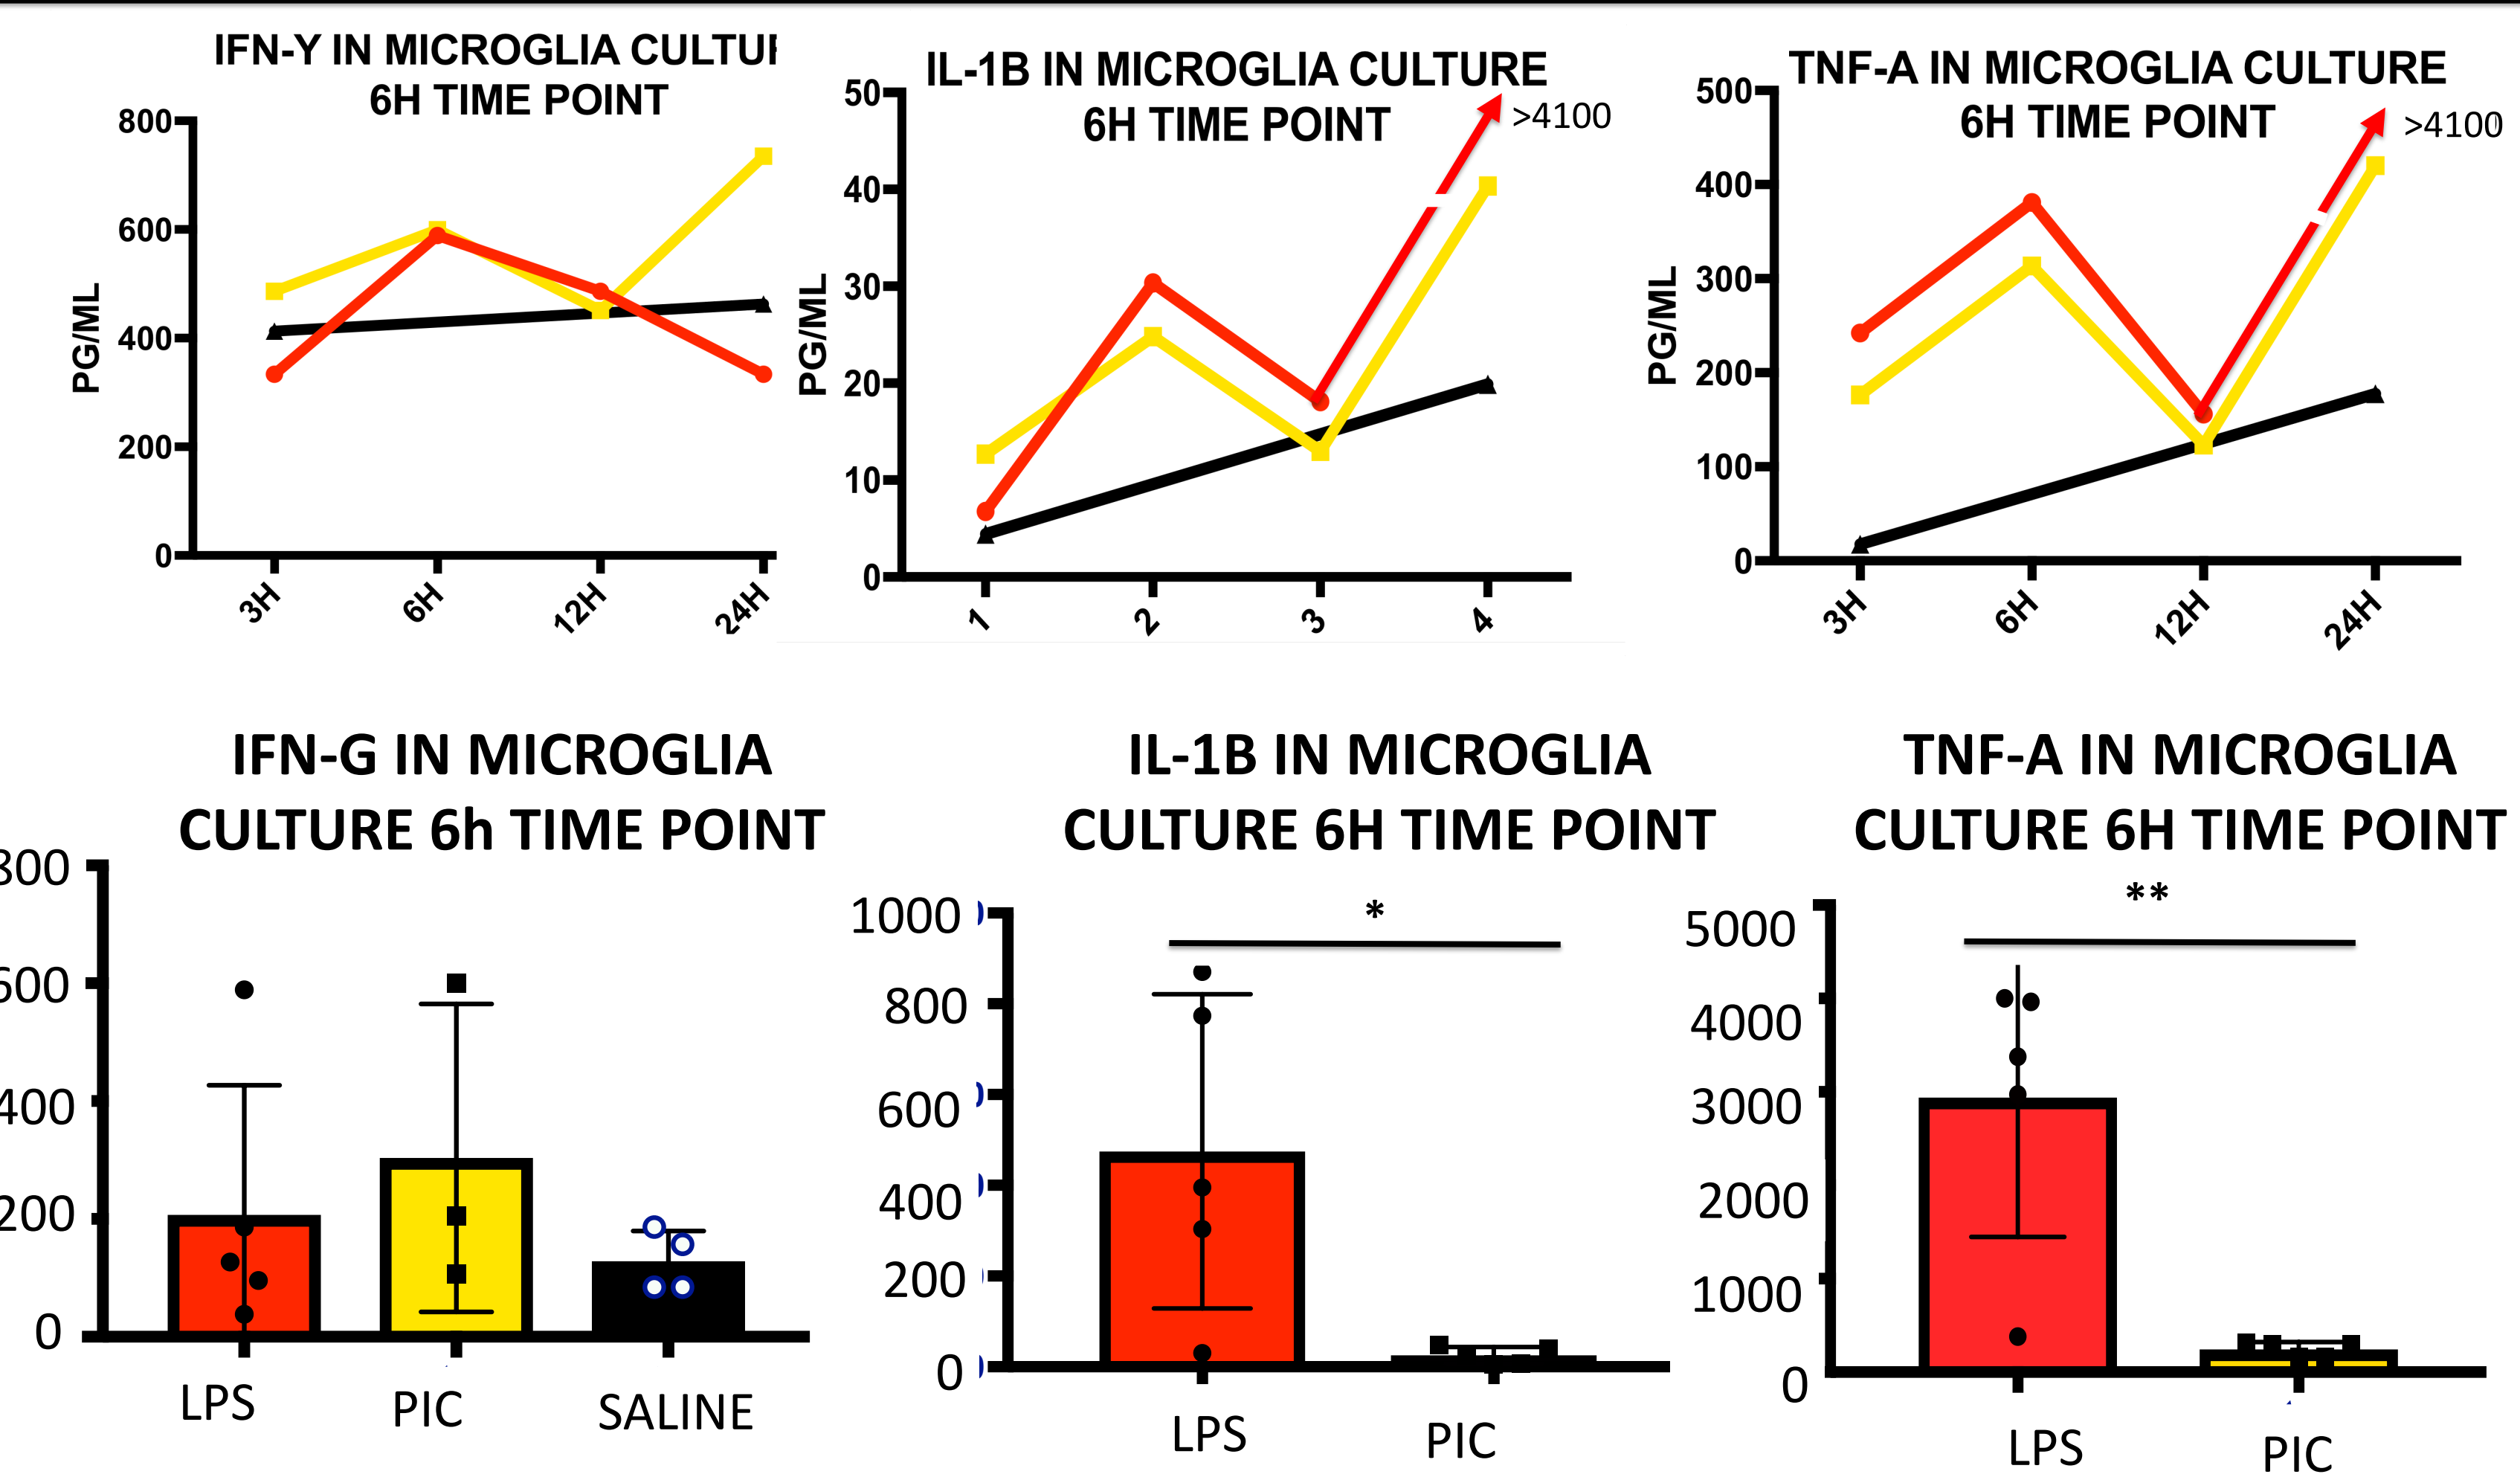 IFN-Y IN MICROGLIA CULTUR
6H TIME POINT
800
600
400
200
0
PG/ML
3H
6H
12H
24H
IL-1B IN MICROGLIA CULTURE
6H TIME POINT
>4100
50
40
30
20
10
0
PG/ML
1
2
3
4
TNF-A IN MICROGLIA CULTURE
6H TIME POINT
>4100
500
400
300
200
100
0
PG/ML
3H
6H
12H
24H
IFN-G IN MICROGLIA
CULTURE 6h TIME POINT
800
600
400
200
0
LPS
PIC
SALINE
IL-1B IN MICROGLIA
CULTURE 6H TIME POINT
*
1000
800
600
400
200
0
LPS
PIC
TNF-A IN MICROGLIA
CULTURE 6H TIME POINT
**
5000
4000
3000
2000
1000
0
LPS
PIC